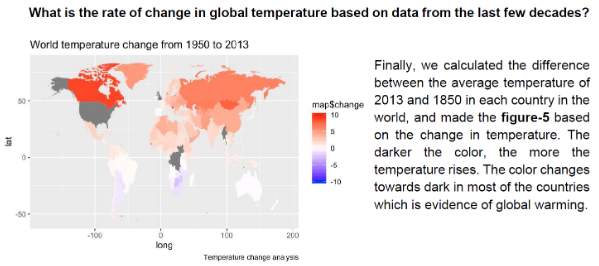 What is the rate of change in global temperature based on data from the last few decades?
World temperature change from 1950 to 2013
Finally, we calculated the difference
between the average temperature of
2013 and 1850 in each country in the
world, and made the figure-5 based
on the change in temperature. The
darker the color, the more the
temperature rises. The color changes
towards dark in most of the countries
which is evidence of global warming.
map$change
10
5
0
-5
-10
lat
50
0
-50
-100
0
100
200
long
Temperature change analysis